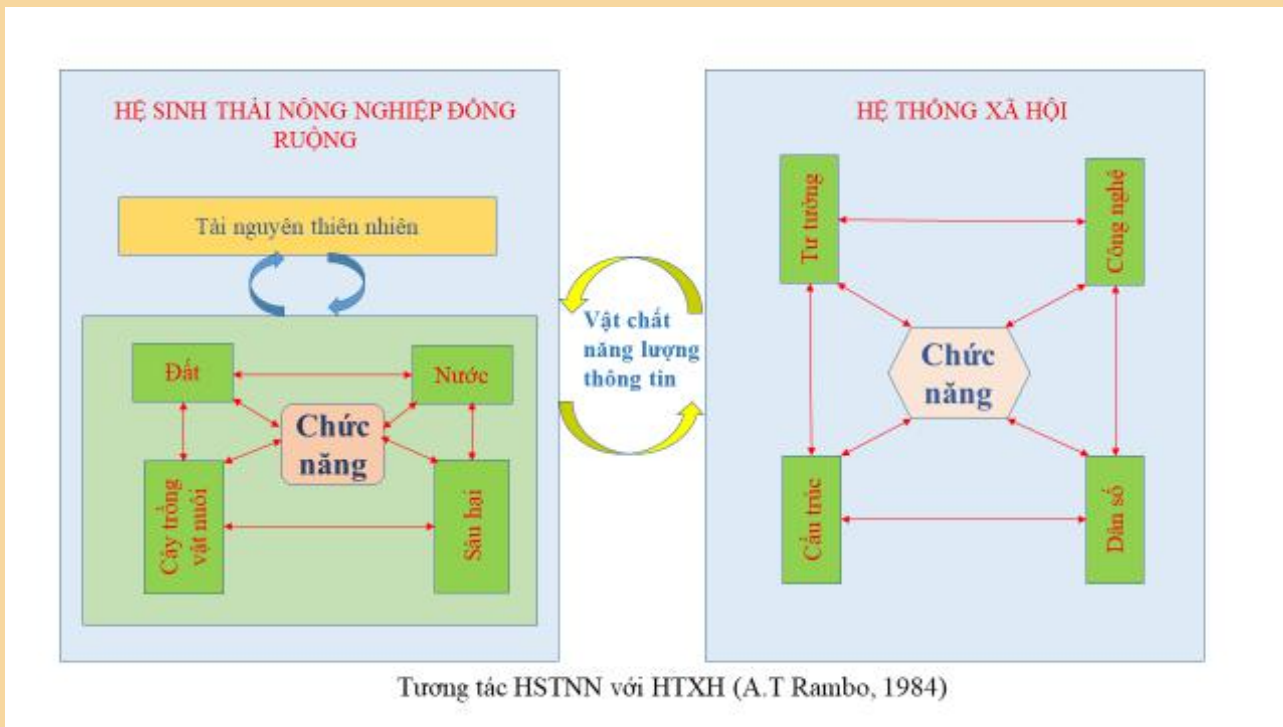 HỆ SINH THÁI NÔNG NGHIỆP ĐỒNG
RUỘNG
Tài nguyên thiên nhiên
Đất
Nước
Chức
năng
Cây trồng
vật nuôi
Sâu hại
Vật chất
năng lượng
thông tin
HỆ THỐNG XÃ HỘI
Tư tưởng
Công nghệ
Chức
năng
Cấu trúc
Dân số
Tương tác HSTNN với HTXH (A.T Rambo, 1984)